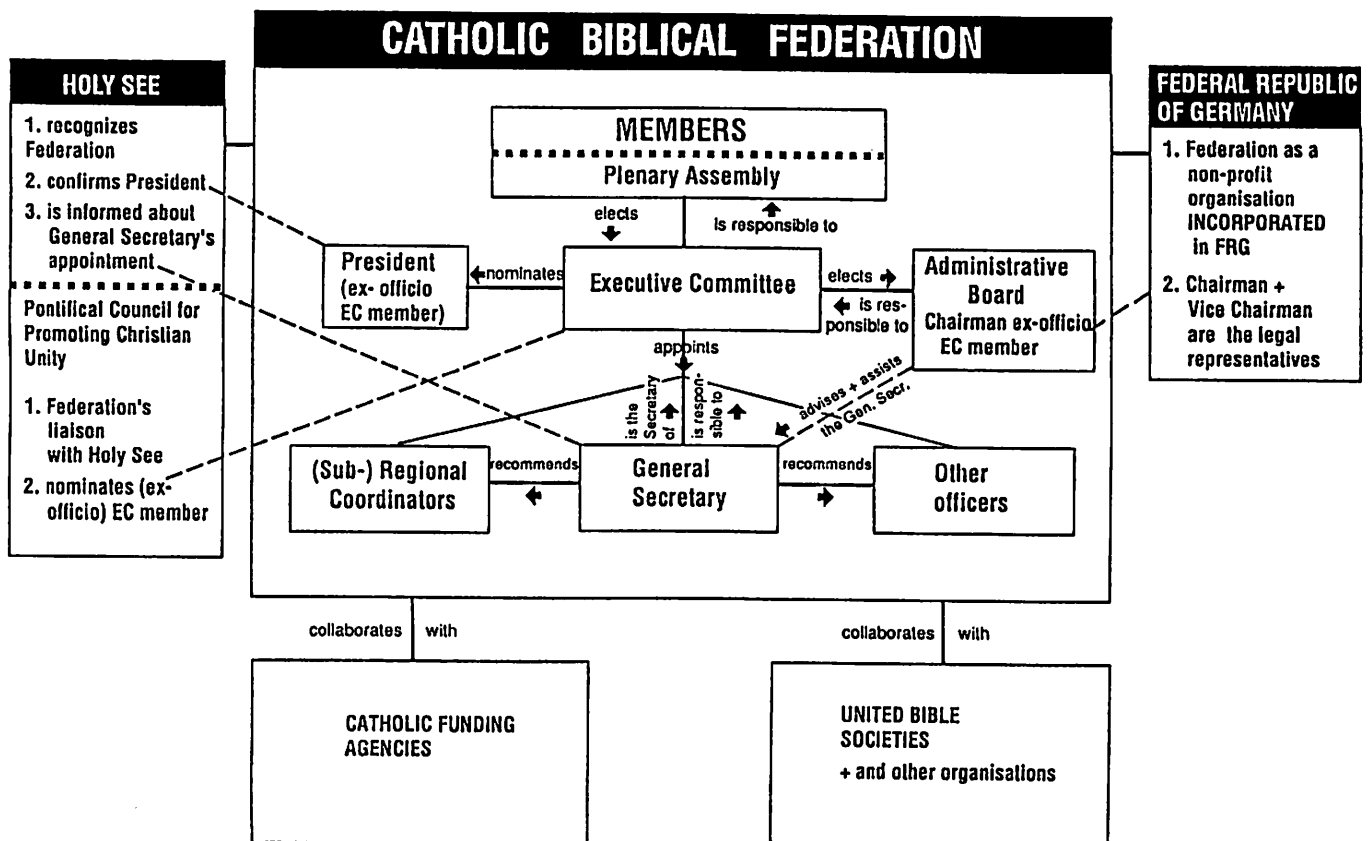 CATHOLIC BIBLICAL FEDERATION
HOLY SEE
1. recognizes
Federation
2. confirms President
3. is informed about
General Secretary's
appointment
Pontifical Council for
Promoting Christian
Unity
1. Federation's
liaison
with Holy See
2. nominates (ex-
officio) EC member
MEMBERS
Plenary Assembly
elects
is responsible to
President
(ex- officio
EC member)
nominates
Executive Committee
elects
is res-
ponsible to
Administrative
Board
Chairman ex-officio
EC member
appoints
is the
Secretary
of
is respon-
sible to
advises + assists
the Gen. Secr.
(Sub-) Regional
Coordinators
recommends
General
Secretary
recommends
Other
officers
FEDERAL REPUBLIC
OF GERMANY
1. Federation as a
non-profit
organisation
INCORPORATED
in FRG
2. Chairman +
Vice Chairman
are the legal
representatives
collaborates with
collaborates with
CATHOLIC FUNDING
AGENCIES
UNITED BIBLE
SOCIETIES
+ and other organisations